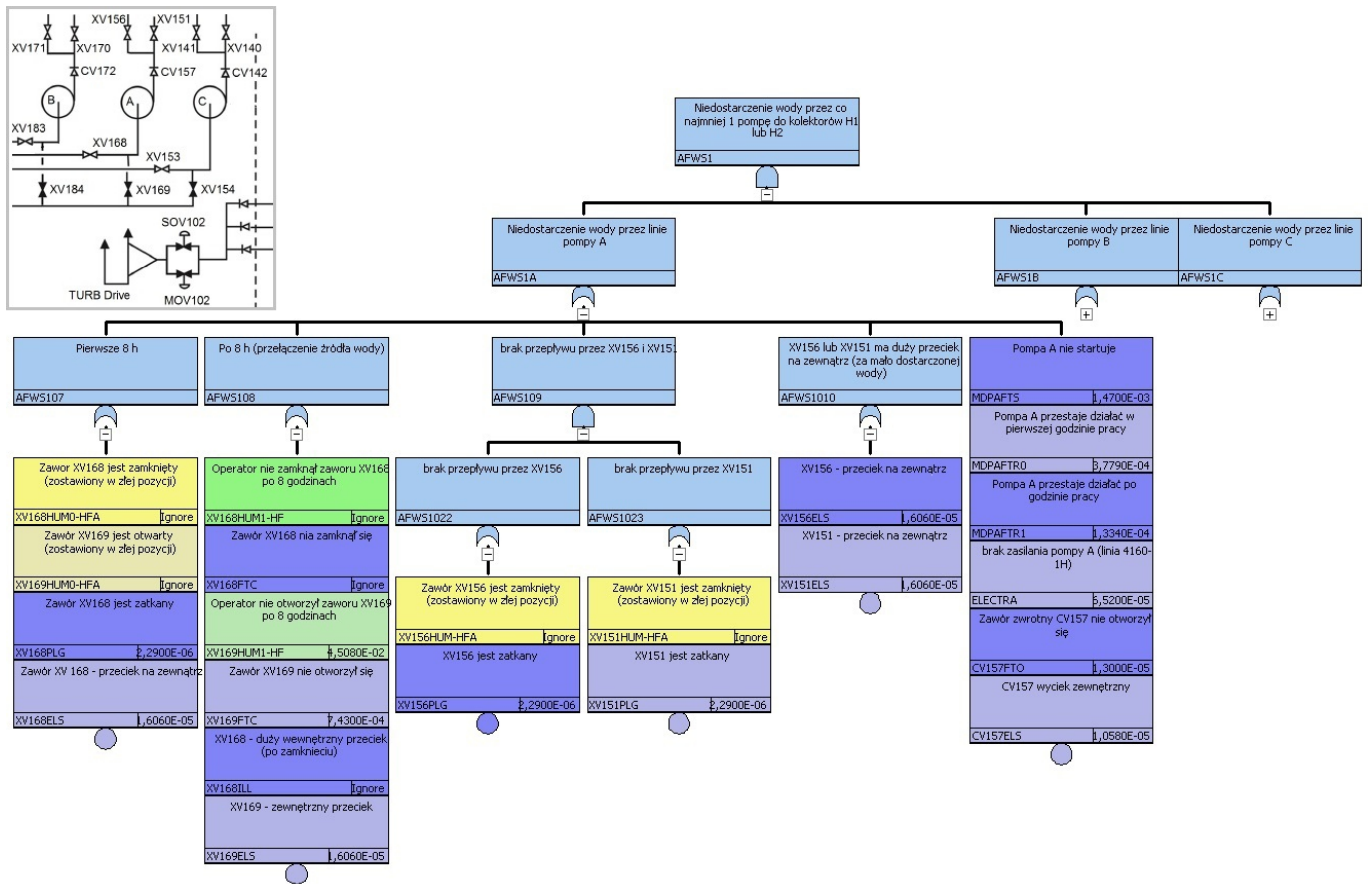 XV156 XV151
XV171 XV170 XV141 XV140
CV172 CV157 CV142
B A C
XV183
XV168
XV153
XV184 XV169 XV154
SOV102
TURB Drive
MOV102
Niedostarczenie wody przez co
najmniej 1 pompę do kolektorów H1
lub H2
AFWS1
Niedostarczenie wody przez linie
pompy A
AFWS1A
Niedostarczenie wody przez linie
pompy B
AFWS1B
Niedostarczenie wody przez linie
pompy C
AFWS1C
Pierwsze 8 h
AFWS107
Po 8 h (przełączenie źródła wody)
AFWS108
brak przepływu przez XV156 i XV151
AFWS109
XV156 lub XV151 ma duży przeciek
na zewnątrz (za mało dostarczonej
wody)
AFWS1010
Pompa A nie startuje
MDPAFTS 1,4700E-03
Pompa A przestaje działać w
pierwszej godzinie pracy
MDPAFTR0 3,7790E-04
Pompa A przestaje działać po
godzinie pracy
MDPAFTR1 1,3340E-04
brak zasilania pompy A (linia 4160-
1H)
ELECTRA 6,5200E-05
Zawór zwrotny CV157 nie otworzył
się
CV157FTO 1,3000E-05
CV157 wyciek zewnętrzny
CV157ELS 1,0580E-05
Zawor XV168 jest zamknięty
(zostawiony w złej pozycji)
XV168HUM0-HFA Ignore
Zawór XV169 jest otwarty
(zostawiony w złej pozycji)
XV169HUM0-HFA Ignore
Zawór XV168 jest zatkany
XV168PLG 2,2900E-06
Zawór XV 168 - przeciek na zewnątrz
XV168ELS 1,6060E-05
Operator nie zamknął zaworu XV168
po 8 godzinach
XV168HUM1-HF Ignore
Zawór XV168 nia zamknął się
XV168FTC Ignore
Operator nie otworzył zaworu XV169
po 8 godzinach
XV169HUM1-HF 4,5080E-02
Zawór XV169 nie otworzył się
XV169FTC 7,4300E-04
XV168 - duży wewnętrzny przeciek
(po zamknieciu)
XV168ILL Ignore
XV169 - zewnętrzny przeciek
XV169ELS 1,6060E-05
brak przepływu przez XV156
AFWS1022
brak przepływu przez XV151
AFWS1023
Zawór XV156 jest zamknięty
(zostawiony w złej pozycji)
XV156HUM-HFA Ignore
XV156 jest zatkany
XV156PLG 2,2900E-06
Zawór XV151 jest zamknięty
(zostawiony w złej pozycji)
XV151HUM-HFA Ignore
XV151 jest zatkany
XV151PLG 2,2900E-06
XV156 - przeciek na zewnątrz
XV156ELS 1,6060E-05
XV151 - przeciek na zewnątrz
XV151ELS 1,6060E-05